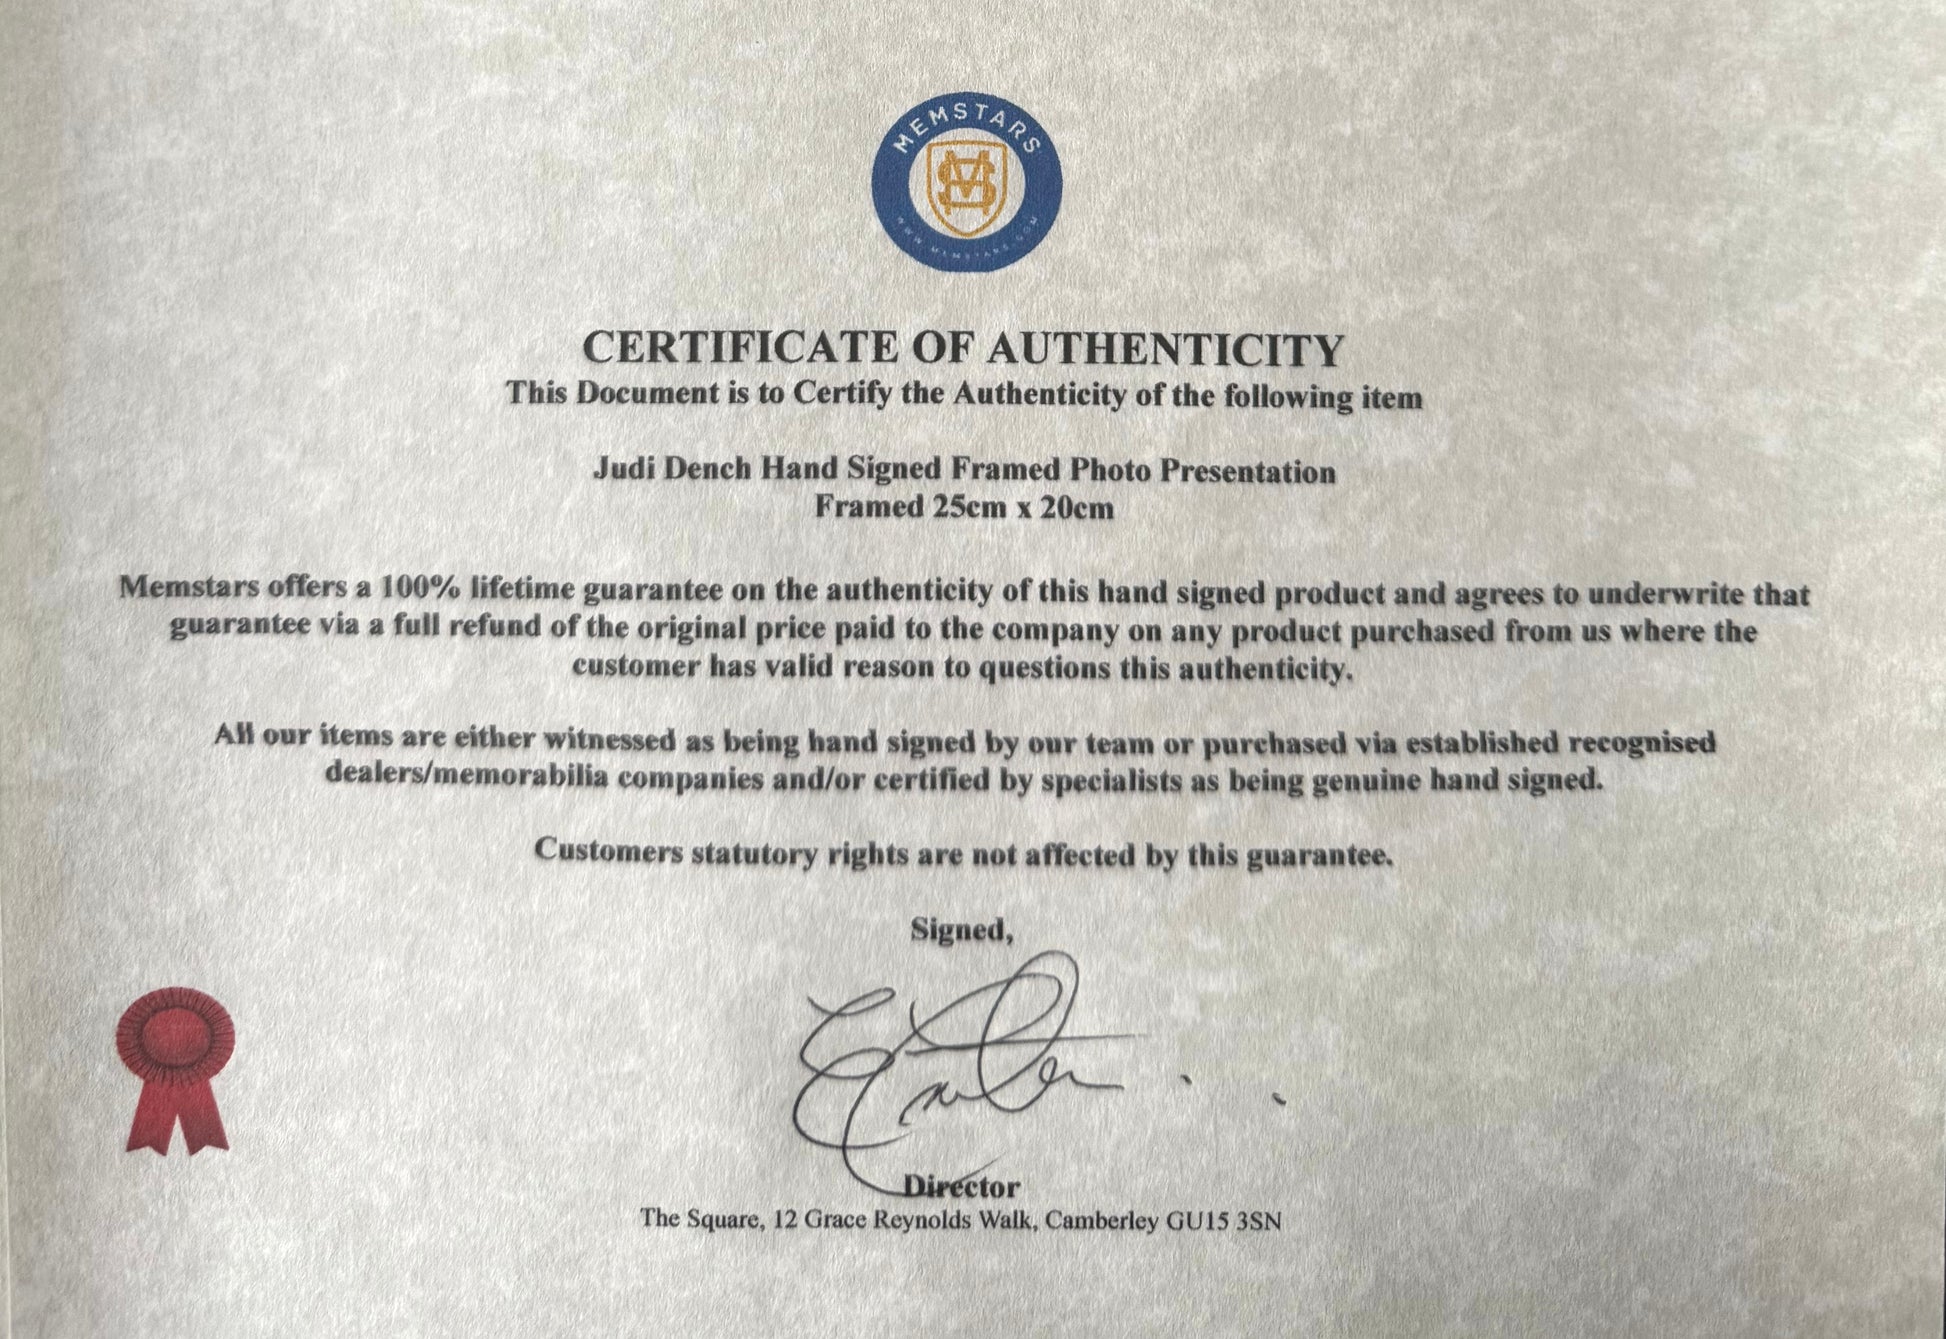 MEMSTARS
WWW.MEMSTARS.COM
CERTIFICATE OF AUTHENTICITY
This Document is to Certify the Authenticity of the following item
Judi Dench Hand Signed Framed Photo Presentation
Framed 25cm x 20cm
Memstars offers a 100% lifetime guarantee on the authenticity of this hand signed product and agrees to underwrite that
guarantee via a full refund of the original price paid to the company on any product purchased from us where the
customer has valid reason to questions this authenticity.
All our items are either witnessed as being hand signed by our team or purchased via established recognised
dealers/memorabilia companies and/or certified by specialists as being genuine hand signed.
Customers statutory rights are not affected by this guarantee.
Signed,
Director
The Square, 12 Grace Reynolds Walk, Camberley GU15 3SN